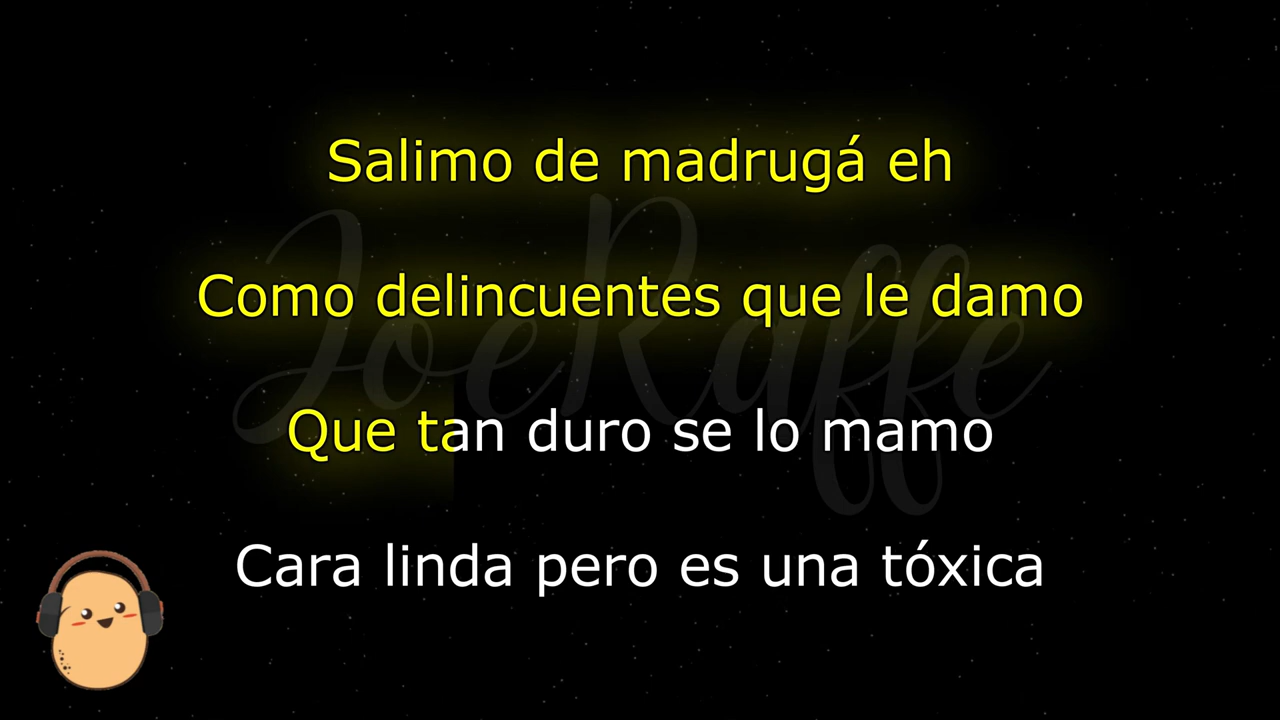 Salimo de madrugá eh
Como delincuentes que le damo
Que tan duro se lo mamo
Cara linda pero es una tóxica
JoeRaffe